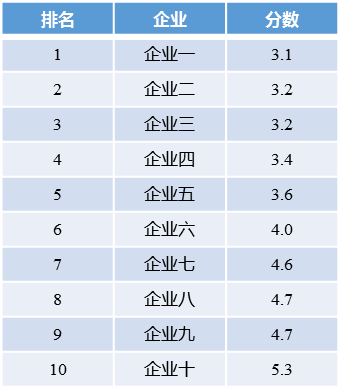 排名 企业 分数
1 企业一 3.1
2 企业二 3.2
3 企业三 3.2
4 企业四 3.4
5 企业五 3.6
6 企业六 4.0
7 企业七 4.6
8 企业八 4.7
9 企业九 4.7
10 企业十 5.3